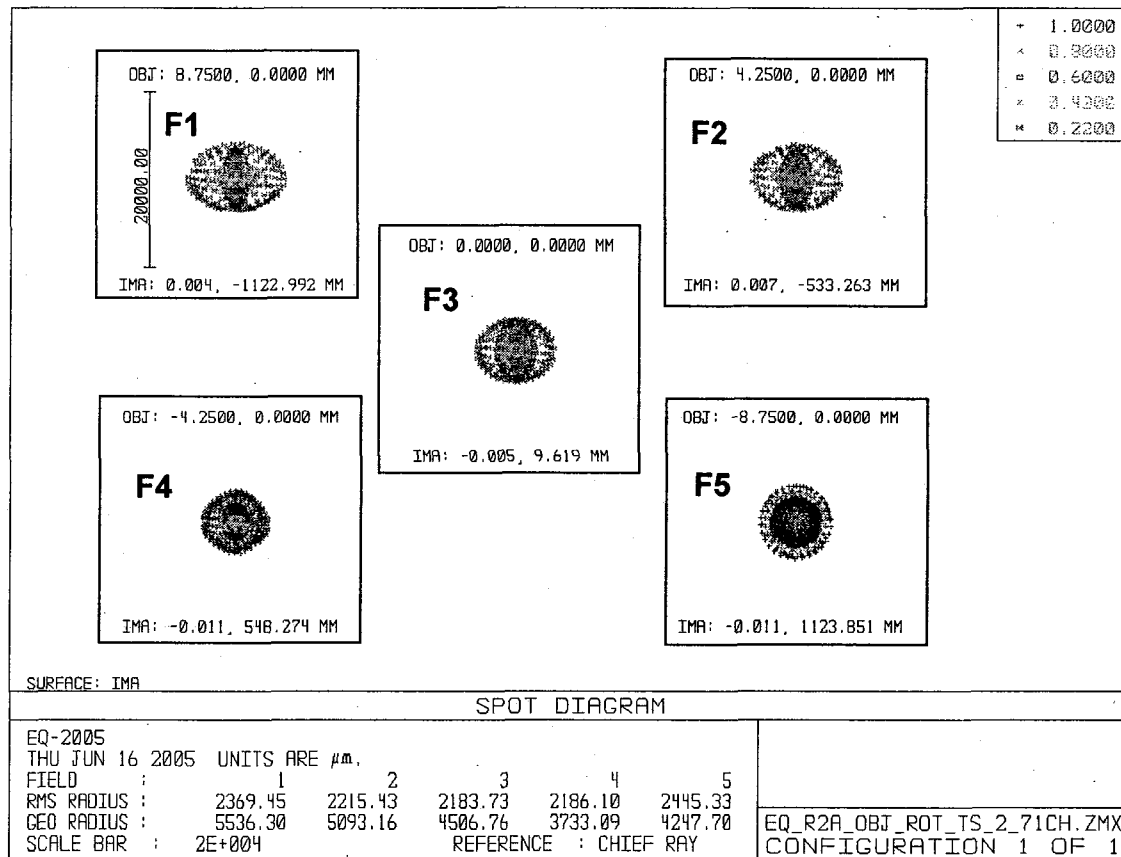 + 1.0000
× 0.8000
0.6000
× 0.4200
0.2200
OBJ: 8.7500, 0.0000 MM
F1
20000.00
IMA: 0.004, -1122.992 MM
OBJ: 4.2500, 0.0000 MM
F2
IMA: 0.007, -533.263 MM
OBJ: 0.0000, 0.0000 MM
F3
IMA: -0.005, 9.619 MM
OBJ: -4.2500, 0.0000 MM
F4
IMA: -0.011, 548.274 MM
OBJ: -8.7500, 0.0000 MM
F5
IMA: -0.011, 1123.851 MM
SURFACE: IMA
SPOT DIAGRAM
EQ-2005
THU JUN 16 2005 UNITS ARE µm.
FIELD : 1 2 3 4 5
RMS RADIUS : 2369.45 2215.43 2183.73 2186.10 2445.33
GEO RADIUS : 5536.30 5093.16 4506.76 3733.09 4247.70
SCALE BAR : 2E+004 REFERENCE : CHIEF RAY
EQ_R2A_OBJ_ROT_TS_2_71CH.ZMX
CONFIGURATION 1 OF 1